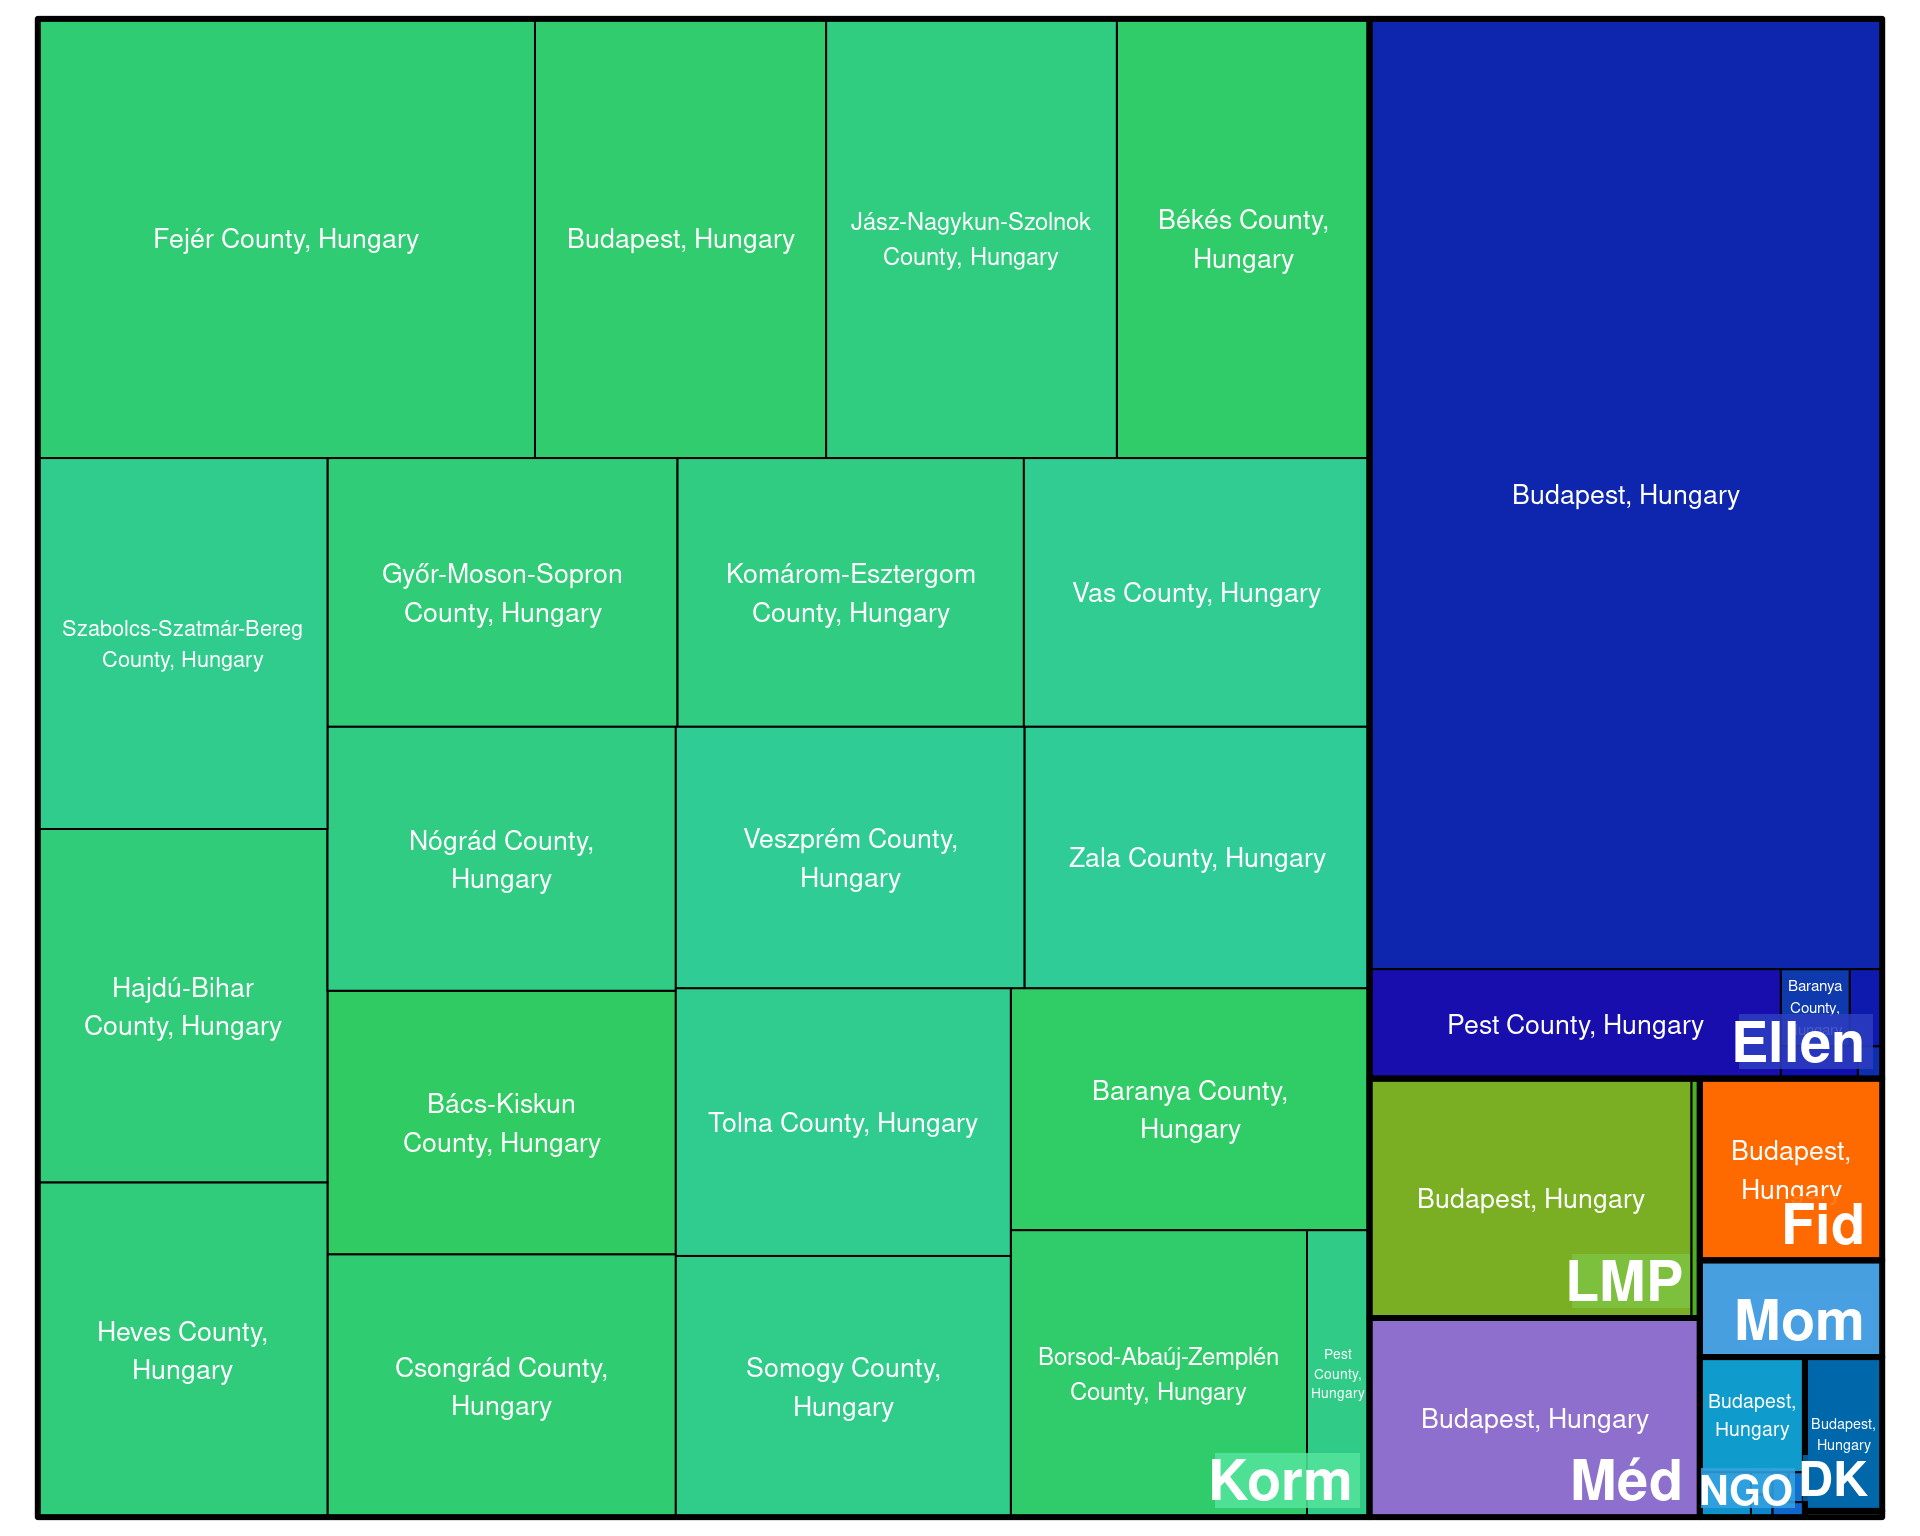 Fejér County, Hungary
Budapest, Hungary
Jász-Nagykun-Szolnok
County, Hungary
Békés County,
Hungary
Szabolcs-Szatmár-Bereg
County, Hungary
Győr-Moson-Sopron
County, Hungary
Komárom-Esztergom
County, Hungary
Vas County, Hungary
Nógrád County,
Hungary
Veszprém County,
Hungary
Zala County, Hungary
Hajdú-Bihar
County, Hungary
Bács-Kiskun
County, Hungary
Tolna County, Hungary
Baranya County,
Hungary
Heves County,
Hungary
Csongrád County,
Hungary
Somogy County,
Hungary
Borsod-Abaúj-Zemplén
County, Hungary
Pest
County,
Hungary
Korm
Budapest, Hungary
Pest County, Hungary
Baranya
County,
Ellen
Budapest, Hungary
LMP
Budapest, Hungary
Méd
Budapest,
Hungary
Fid
Mom
Budapest,
Hungary
NGO
Budapest,
Hungary
DK